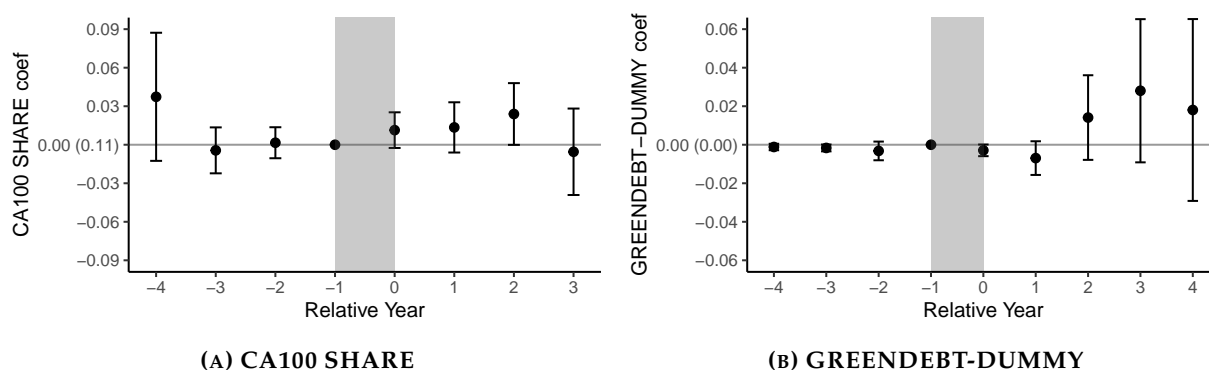 CA100 SHARE coef
0.09
0.06
0.03
0.00 (0.11)
−0.03
−0.06
−0.09
−4 −3 −2 −1 0 1 2 3
Relative Year
(A) CA100 SHARE
GREENDEBT−DUMMY coef
0.06
0.04
0.02
0.00 (0.00)
−0.02
−0.04
−0.06
−4 −3 −2 −1 0 1 2 3 4
Relative Year
(B) GREENDEBT-DUMMY